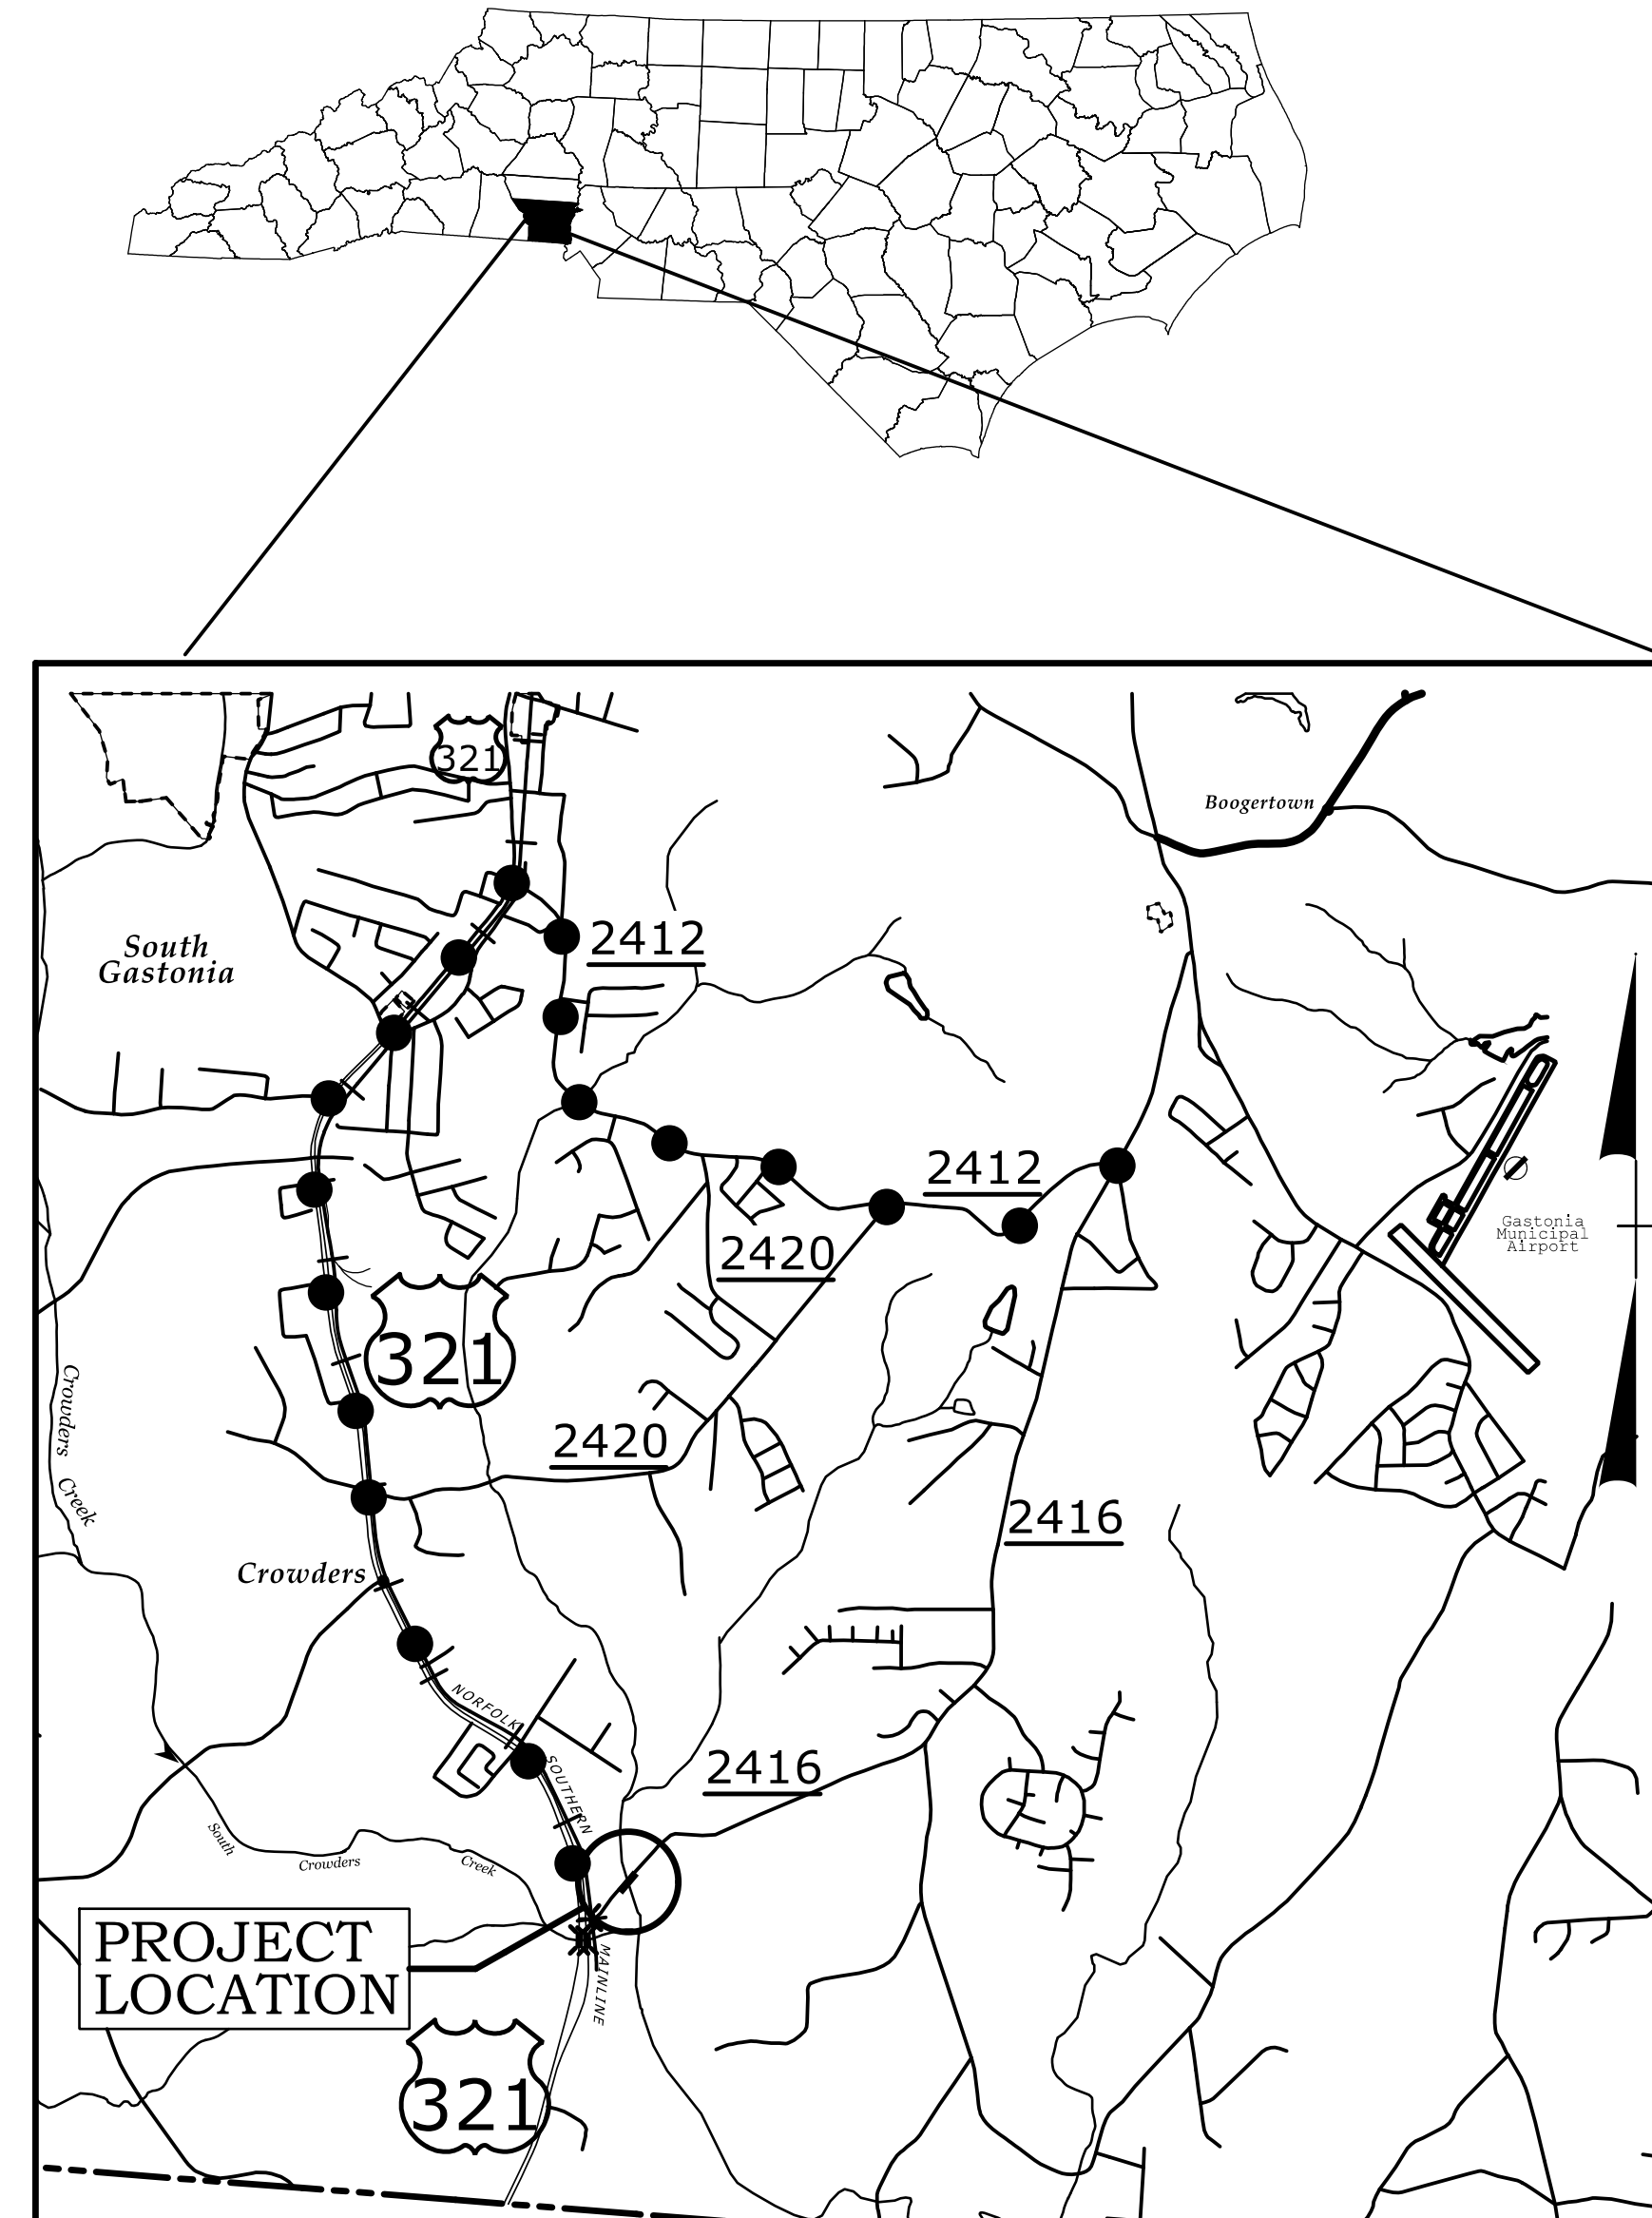 321
Boogertown
2412
South
Gastonia
2412
Gastonia
Municipal
Airport
2420
321
Crowders
Creek
2420
2416
Crowders
NORFOLK
SOUTHERN
2416
South
Crowders
Creek
PROJECT
LOCATION
MAINLINE
321